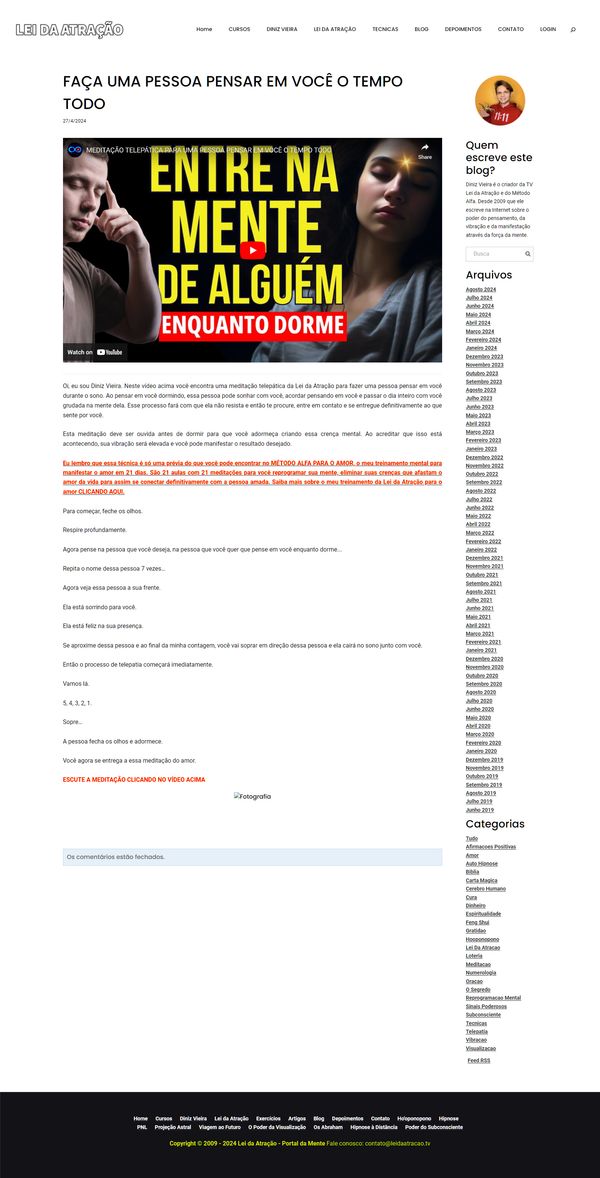 LEI DA ATRAÇÃO
Home CURSOS DINIZ VIEIRA LEI DA ATRAÇÃO TECNICAS BLOG DEPOIMENTOS CONTATO LOGIN
FAÇA UMA PESSOA PENSAR EM VOCÊ O TEMPO
TODO
27/4/2024
MEDITAÇÃO TELEPÁTICA PARA UMA PESSOA PENSAR EM VOCÊ O TEMPO TODO
Share
ENTRE NA
MENTE
DE ALGUÉM
ENQUANTO DORME
Watch on YouTube
Oi, eu sou Diniz Vieira. Neste vídeo acima você encontra uma meditação telepática da Lei da Atração para fazer uma pessoa pensar em você
durante o sono. Ao pensar em você dormindo, essa pessoa pode sonhar com você, acordar pensando em você e passar o dia inteiro com você
grudada na mente dela. Esse processo fará com que ela não resista e então te procure, entre em contato e se entregue definitivamente ao que
sente por você.
Esta meditação deve ser ouvida antes de dormir para que você adormeça criando essa crença mental. Ao acreditar que isso está
acontecendo, sua vibração será elevada e você pode manifestar o resultado desejado.
Eu lembro que essa técnica é só uma prévia do que você pode encontrar no MÉTODO ALFA PARA O AMOR, o meu treinamento mental para
manifestar o amor em 21 dias. São 21 aulas com 21 meditações para você reprogramar sua mente, eliminar suas crenças que afastam o
amor da vida para assim se conectar definitivamente com a pessoa amada. Saiba mais sobre o meu treinamento da Lei da Atração para o
amor CLICANDO AQUI.
Para começar, feche os olhos.
Respire profundamente.
Agora pense na pessoa que você deseja, na pessoa que você quer que pense em você enquanto dorme...
Repita o nome dessa pessoa 7 vezes...
Agora veja essa pessoa a sua frente.
Ela está sorrindo para você.
Ela está feliz na sua presença.
Se aproxime dessa pessoa e ao final da minha contagem, você vai soprar em direção dessa pessoa e ela cairá no sono junto com você.
Então o processo de telepatia começará imediatamente.
Vamos lá.
5, 4, 3, 2, 1.
Sopre...
A pessoa fecha os olhos e adormece.
Você agora se entrega a essa meditação do amor.
ESCUTE A MEDITAÇÃO CLICANDO NO VÍDEO ACIMA
Fotografia
Os comentários estão fechados.
11:11
Quem
escreve este
blog?
Diniz Vieira é o criador da TV
Lei da Atração e do Método
Alfa. Desde 2009 que ele
escreve na Internet sobre o
poder do pensamento, da
vibração e da manifestação
através da força da mente.
Busca
Arquivos
Agosto 2024
Julho 2024
Junho 2024
Maio 2024
Abril 2024
Março 2024
Fevereiro 2024
Janeiro 2024
Dezembro 2023
Novembro 2023
Outubro 2023
Setembro 2023
Agosto 2023
Julho 2023
Junho 2023
Maio 2023
Abril 2023
Março 2023
Fevereiro 2023
Janeiro 2023
Dezembro 2022
Novembro 2022
Outubro 2022
Setembro 2022
Agosto 2022
Julho 2022
Junho 2022
Maio 2022
Abril 2022
Março 2022
Fevereiro 2022
Janeiro 2022
Dezembro 2021
Novembro 2021
Outubro 2021
Setembro 2021
Agosto 2021
Julho 2021
Junho 2021
Maio 2021
Abril 2021
Março 2021
Fevereiro 2021
Janeiro 2021
Dezembro 2020
Novembro 2020
Outubro 2020
Setembro 2020
Agosto 2020
Julho 2020
Junho 2020
Maio 2020
Abril 2020
Março 2020
Fevereiro 2020
Janeiro 2020
Dezembro 2019
Novembro 2019
Outubro 2019
Setembro 2019
Agosto 2019
Julho 2019
Junho 2019
Categorias
Tudo
Afirmacoes Positivas
Amor
Auto Hipnose
Biblia
Carta Magica
Cerebro Humano
Cura
Dinheiro
Espiritualidade
Feng Shui
Gratidao
Hooponopono
Lei Da Atracao
Loteria
Meditacao
Numerologia
Oracao
O Segredo
Reprogramacao Mental
Sinais Poderosos
Subconsciente
Tecnicas
Telepatia
Vibracao
Visualizacao
Feed RSS
Home Cursos Diniz Vieira Lei da Atração Exercícios Artigos Blog Depoimentos Contato Ho'oponopono Hipnose
PNL Projeção Astral Viagem ao Futuro O Poder da Visualização Os Abraham Hipnose à Distância Poder do Subconsciente
Copyright © 2009 - 2024 Lei da Atração - Portal da Mente Fale conosco: contato@leidaatracao.tv